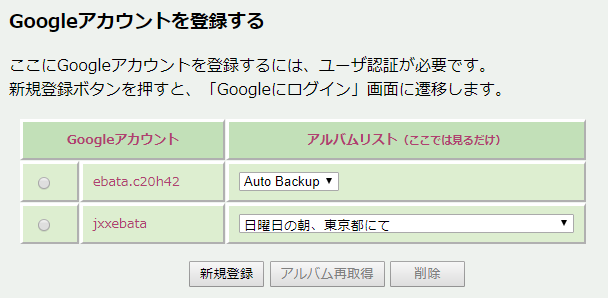 Googleアカウントを登録する
ここにGoogleアカウントを登録するには、ユーザ認証が必要です。
新規登録ボタンを押すと、「Googleにログイン」画面に遷移します。
Googleアカウント アルバムリスト（ここでは見るだけ）
ebata.c20h42 Auto Backup
jxxebata 日曜日の朝、東京都にて
新規登録 アルバム再取得 削除